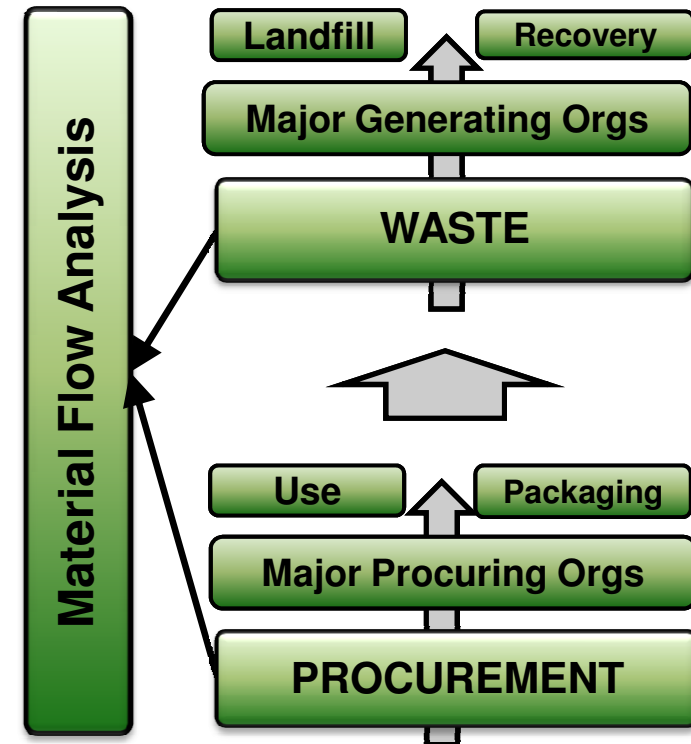 Material Flow Analysis
Landfill
Recovery
Major Generating Orgs
WASTE
Use
Packaging
Major Procuring Orgs
PROCUREMENT